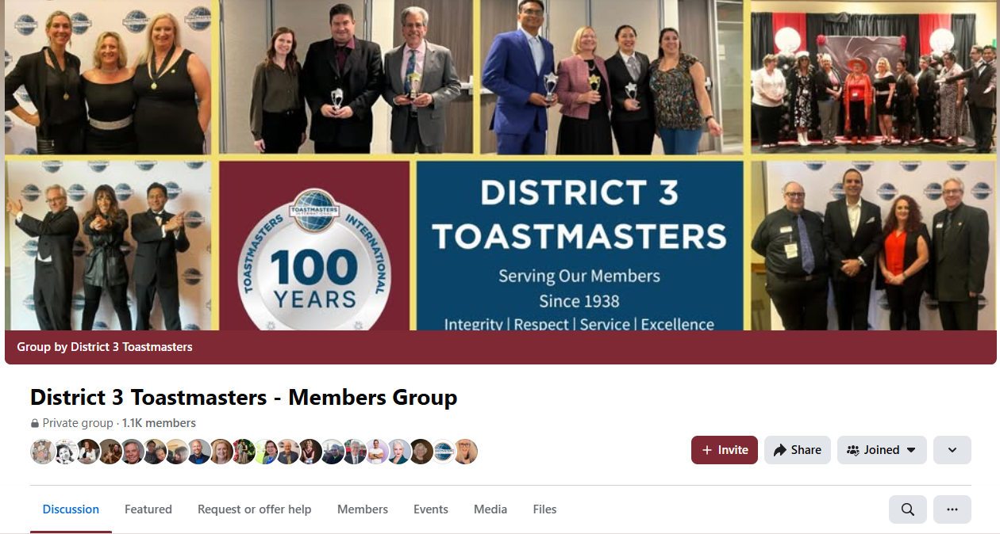 TOASTMASTERS
INTERNATIONAL
TOASTMASTERS INTERNATIONAL
100
YEARS
DISTRICT 3
TOASTMASTERS
Serving Our Members
Since 1938
Integrity | Respect | Service | Excellence
Group by District 3 Toastmasters
District 3 Toastmasters - Members Group
Private group · 1.1K members
+ Invite
Share
Joined
Discussion
Featured
Request or offer help
Members
Events
Media
Files